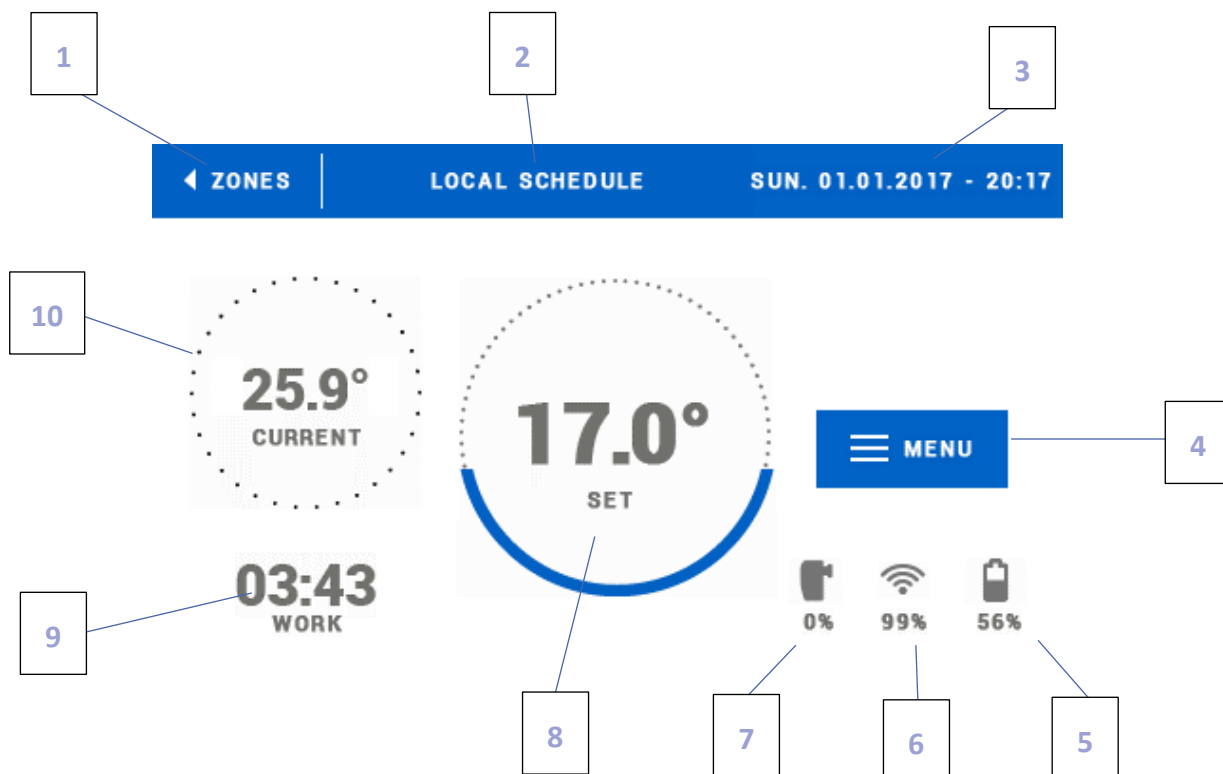 1
2
3
ZONES
LOCAL SCHEDULE
SUN. 01.01.2017 - 20:17
10
25.9°
CURRENT
17.0°
SET
MENU
4
03:43
WORK
0%
99%
56%
9
8
7
6
5